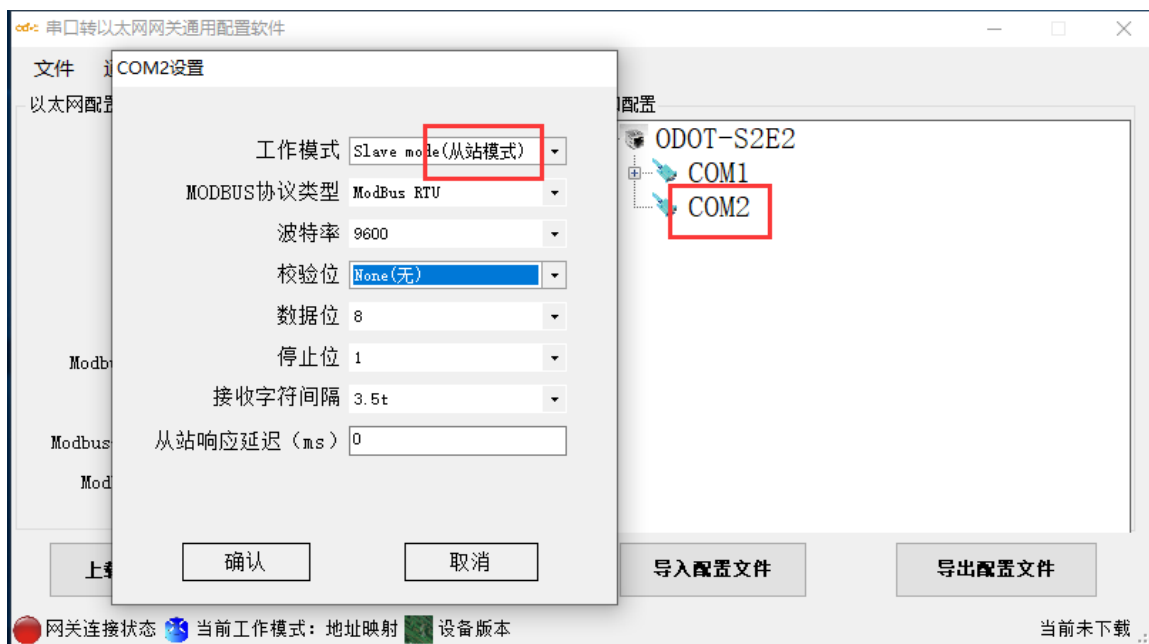 串口转以太网网关通用配置软件
文件
COM2设置
以太网配置
配置
工作模式 Slave mode(从站模式)
MODBUS协议类型 ModBus RTU
波特率 9600
校验位 None(无)
数据位 8
停止位 1
接收字符间隔 3.5t
从站响应延迟（ms） 0
确认 取消
ODOT-S2E2
COM1
COM2
Modbu
Modbus
Mod
上载
导入配置文件 导出配置文件
网关连接状态 当前工作模式：地址映射 设备版本 当前未下载